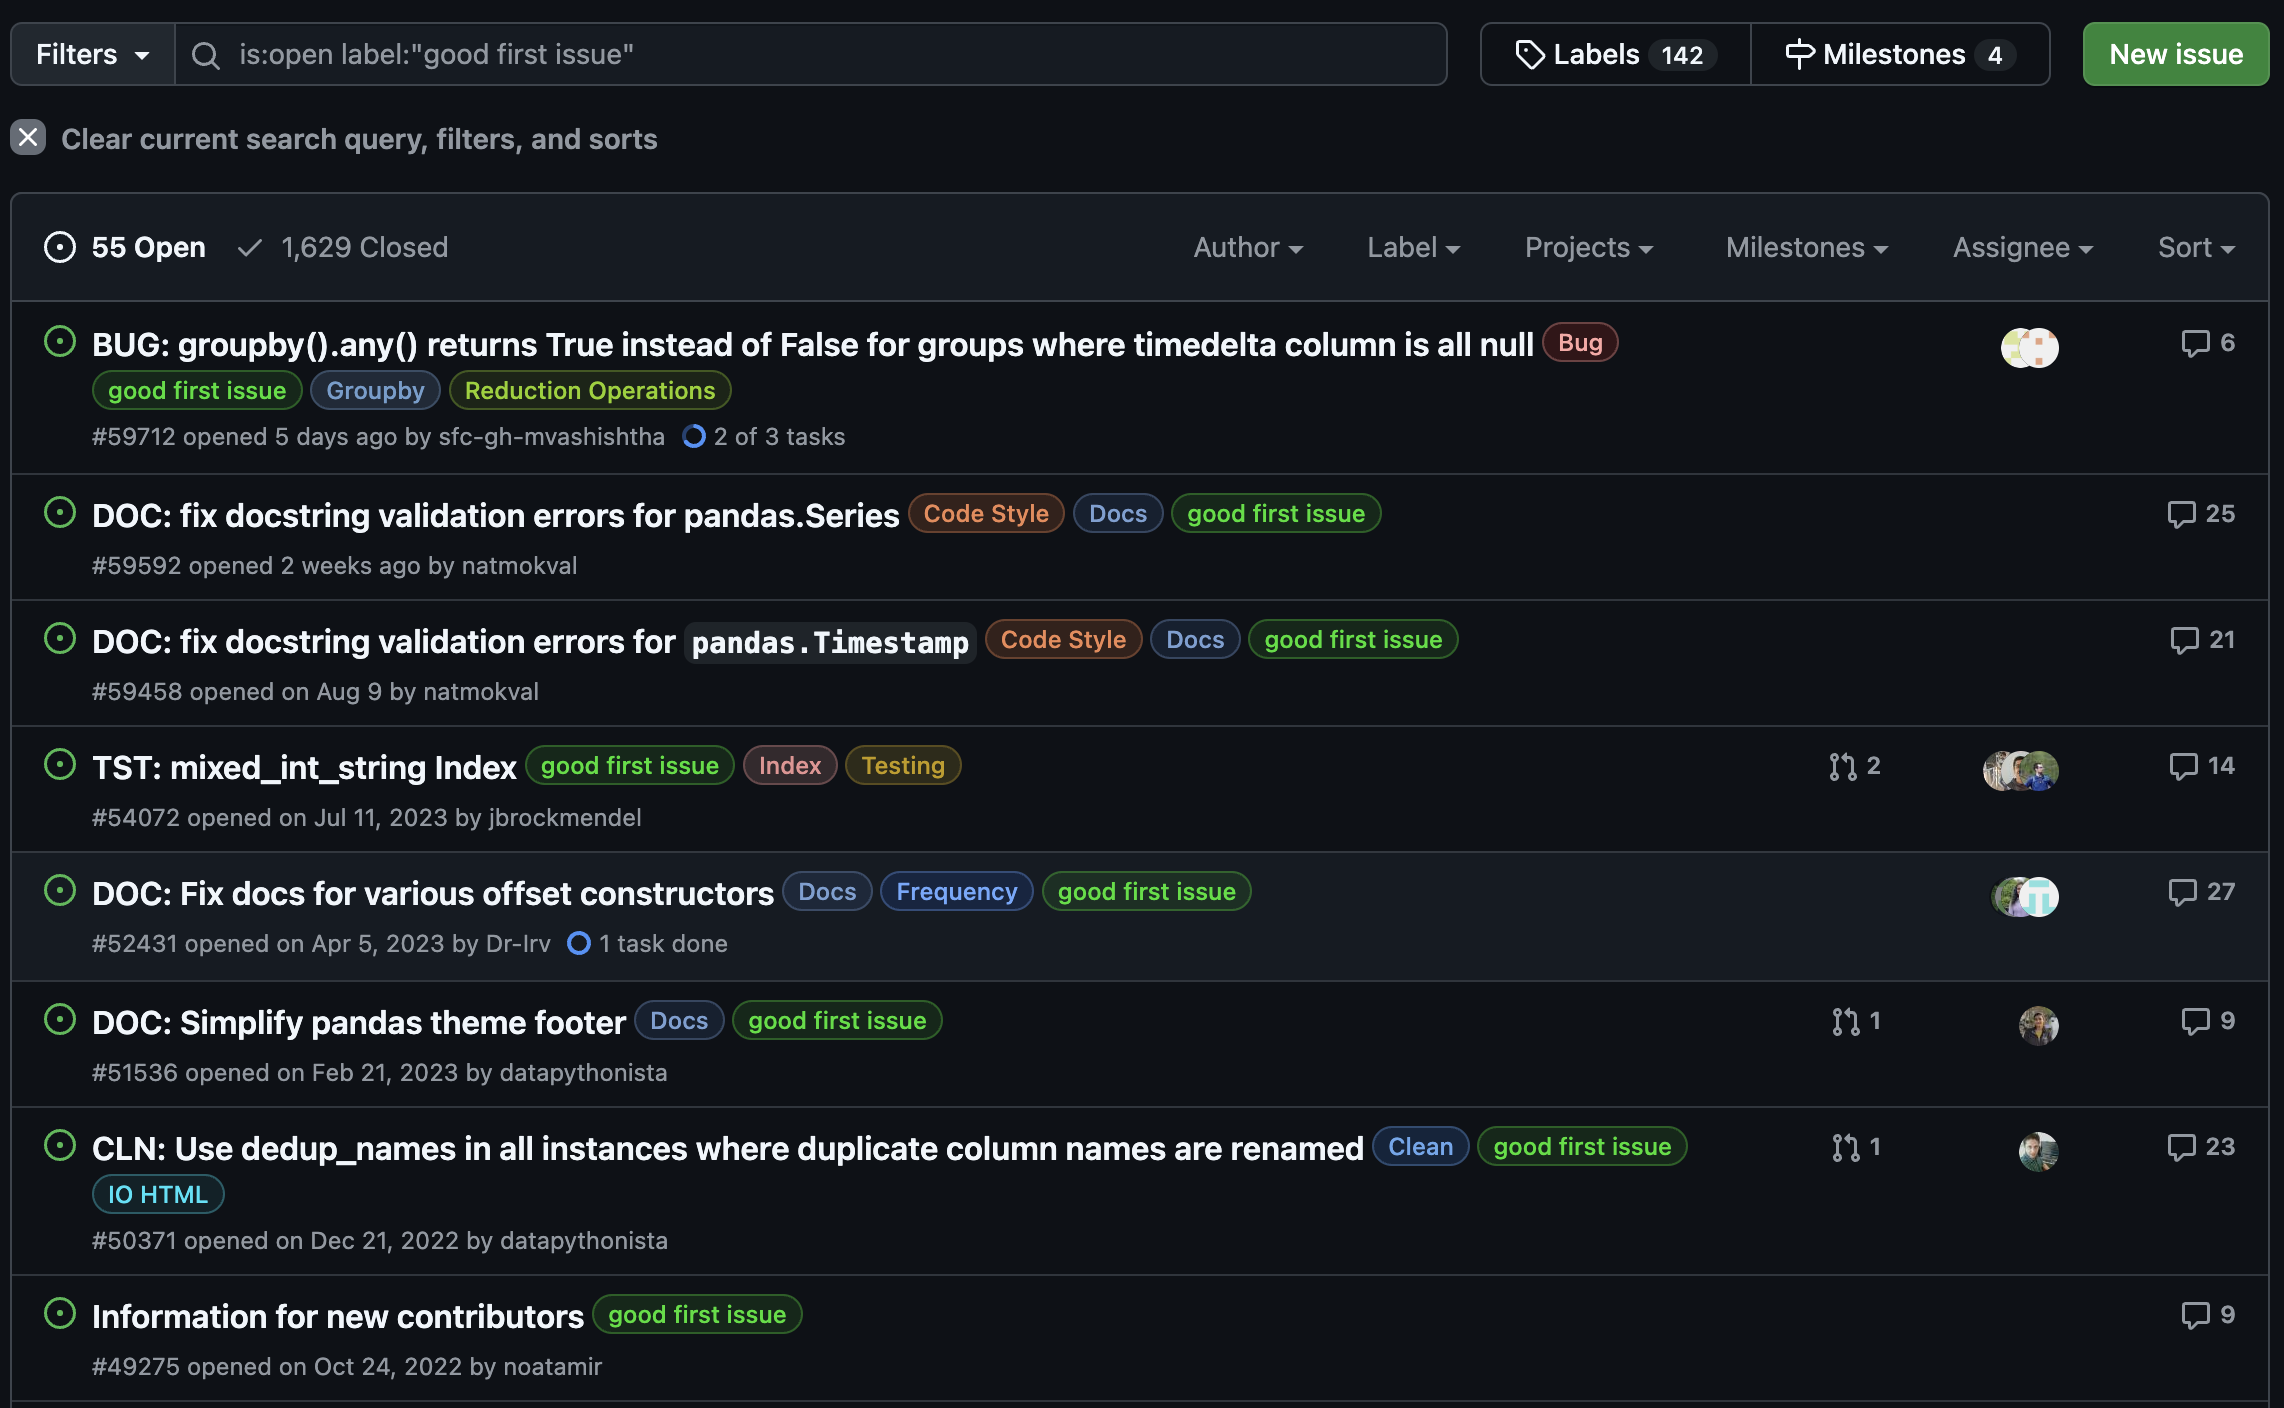 Filters is:open label:"good first issue" Labels 142 Milestones 4 New issue
Clear current search query, filters, and sorts
55 Open 1,629 Closed Author Label Projects Milestones Assignee Sort
BUG: groupby().any() returns True instead of False for groups where timedelta column is all null Bug 6
good first issue Groupby Reduction Operations
#59712 opened 5 days ago by sfc-gh-mvashishtha 2 of 3 tasks
DOC: fix docstring validation errors for pandas.Series Code Style Docs good first issue 25
#59592 opened 2 weeks ago by natmokval
DOC: fix docstring validation errors for pandas.Timestamp Code Style Docs good first issue 21
#59458 opened on Aug 9 by natmokval
TST: mixed_int_string Index good first issue Index Testing 2 14
#54072 opened on Jul 11, 2023 by jbrockmendel
DOC: Fix docs for various offset constructors Docs Frequency good first issue 27
#52431 opened on Apr 5, 2023 by Dr-Irv 1 task done
DOC: Simplify pandas theme footer Docs good first issue 1 9
#51536 opened on Feb 21, 2023 by datapythonista
CLN: Use dedup_names in all instances where duplicate column names are renamed Clean good first issue 1 23
IO HTML
#50371 opened on Dec 21, 2022 by datapythonista
Information for new contributors good first issue 9
#49275 opened on Oct 24, 2022 by noatamir